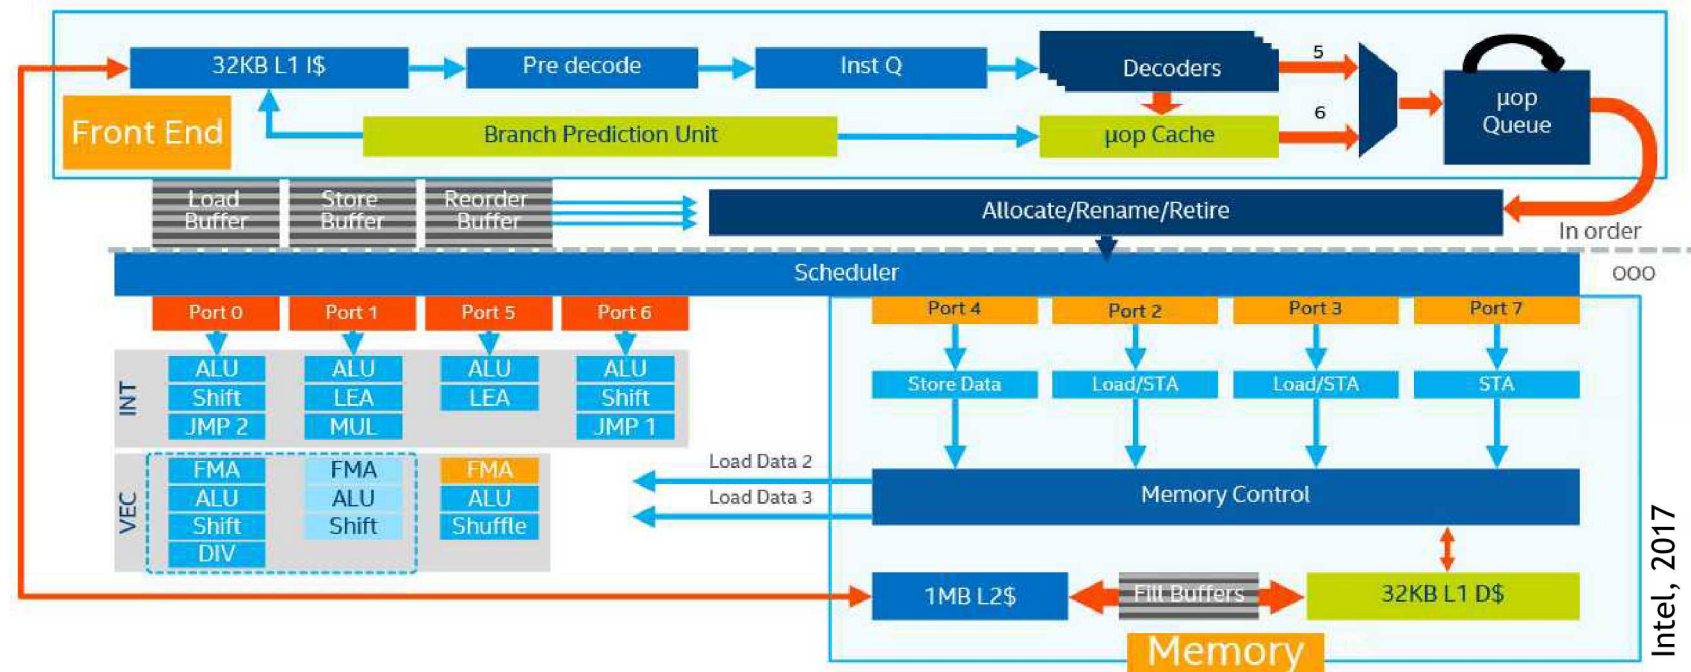 32KB L1 I$
Pre decode
Inst Q
Decoders
5
Front End
Branch Prediction Unit
µop Cache
6
µop
Queue
Load
Buffer
Store
Buffer
Reorder
Buffer
Allocate/Rename/Retire
In order
Scheduler
OOO
Port 0
Port 1
Port 5
Port 6
Port 4
Port 2
Port 3
Port 7
INT
ALU
Shift
JMP 2
ALU
LEA
MUL
ALU
LEA
ALU
Shift
JMP 1
Store Data
Load/STA
Load/STA
STA
VEC
FMA
ALU
Shift
DIV
FMA
ALU
Shift
FMA
ALU
Shuffle
Load Data 2
Load Data 3
Memory Control
1MB L2$
Fill Buffers
32KB L1 D$
Memory
Intel, 2017